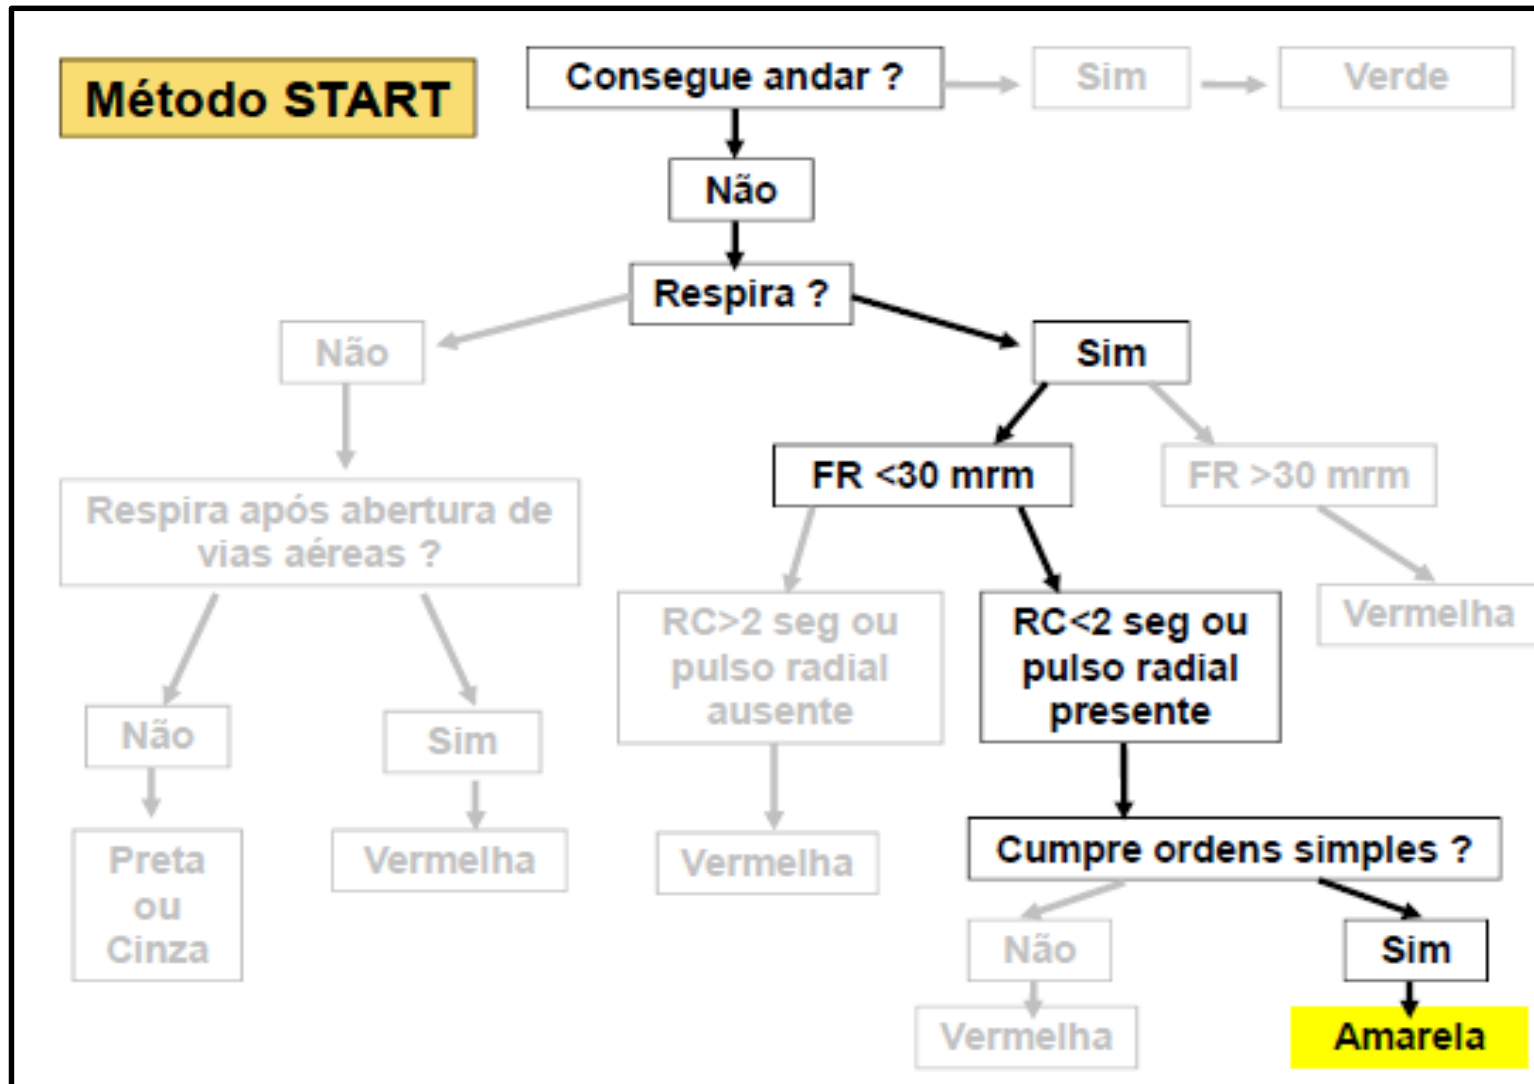 Método START
Consegue andar ?
Sim
Verde
Não
Respira ?
Não
Sim
FR <30 mrm
FR >30 mrm
Respira após abertura de
vias aéreas ?
RC>2 seg ou
pulso radial
ausente
RC<2 seg ou
pulso radial
presente
Vermelha
Não
Sim
Preta
ou
Cinza
Vermelha
Vermelha
Cumpre ordens simples ?
Não
Sim
Vermelha
Amarela